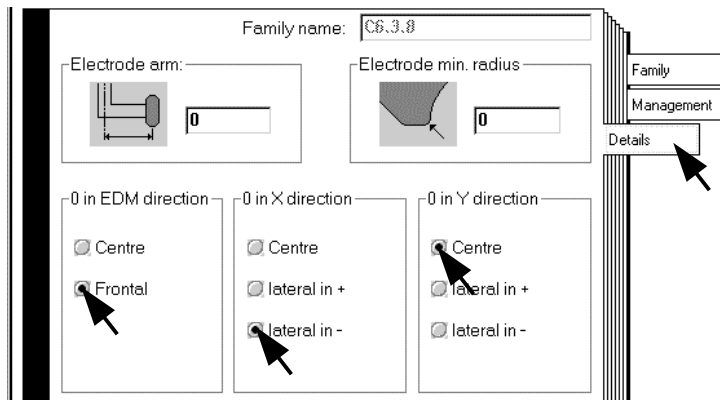 Family name: C6.3.8
Electrode arm:
0
Electrode min. radius
0
Family
Management
Details
0 in EDM direction
Centre
Frontal
0 in X direction
Centre
lateral in +
lateral in -
0 in Y direction
Centre
lateral in +
lateral in -